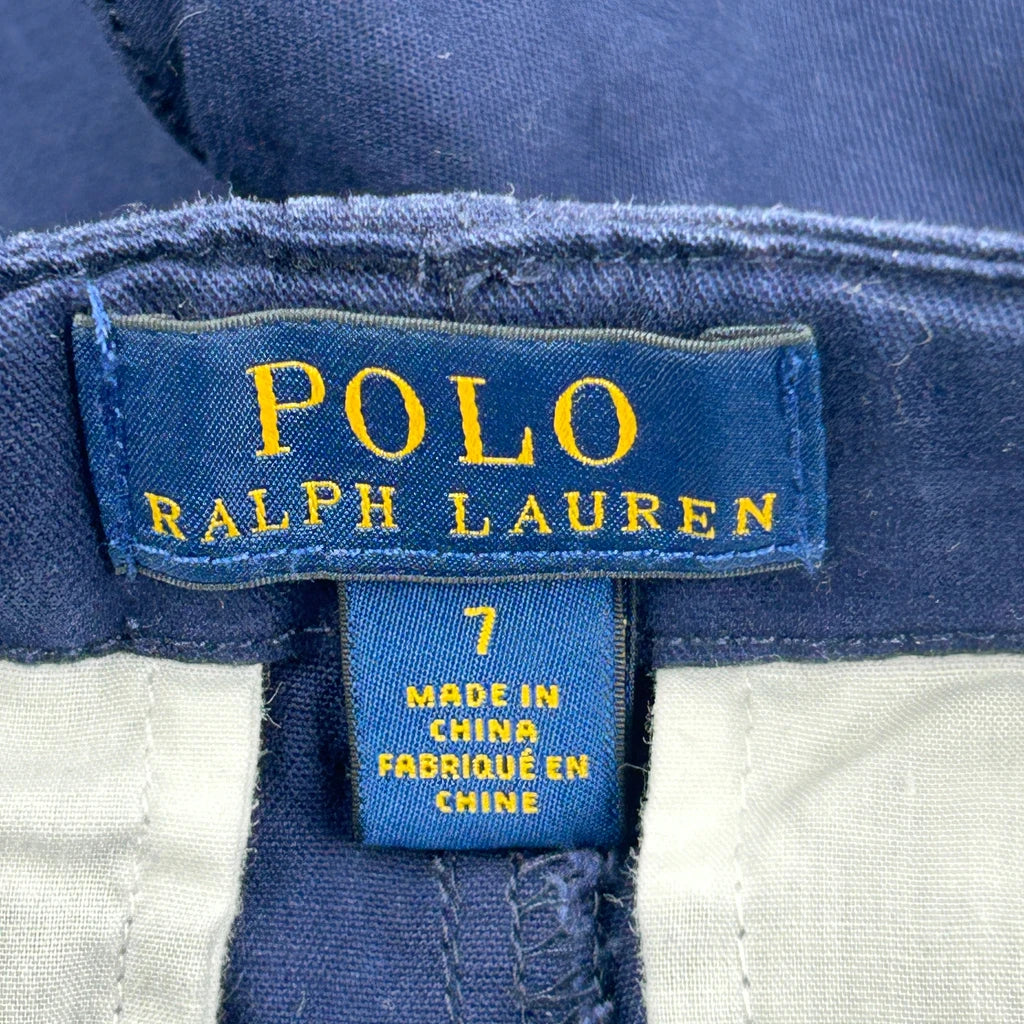 POLO
RALPH LAUREN
7
MADE IN
CHINA
FABRIQUÉ EN
CHINE